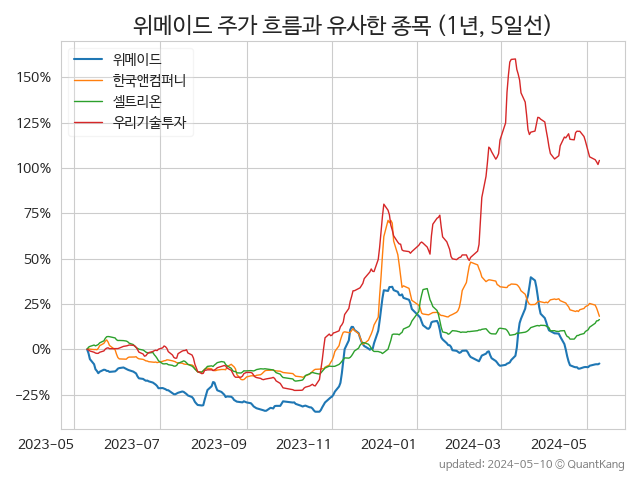 위메이드 주가 흐름과 유사한 종목 (1년, 5일선)
위메이드
한국앤컴퍼니
셀트리온
우리기술투자
150%
125%
100%
75%
50%
25%
0%
−25%
2023-05 2023-07 2023-09 2023-11 2024-01 2024-03 2024-05
updated: 2024-05-10 © QuantKang